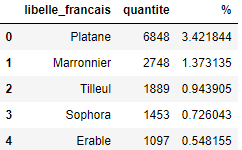 libelle_francais quantite %
0 Platane 6848 3.421844
1 Marronnier 2748 1.373135
2 Tilleul 1889 0.943905
3 Sophora 1453 0.726043
4 Erable 1097 0.548155